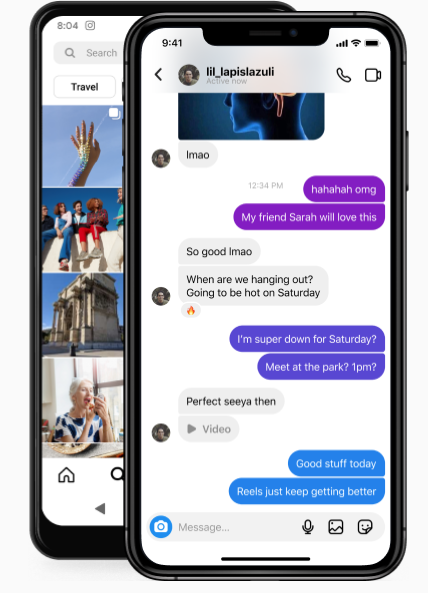 8:04
Search
Travel
9:41
lil_lapislazuli
Active now
lmao
12:34 PM
hahahah omg
My friend Sarah will love this
So good lmao
When are we hanging out?
Going to be hot on Saturday
I'm super down for Saturday?
Meet at the park? 1pm?
Perfect seeya then
Video
Good stuff today
Reels just keep getting better
Message...